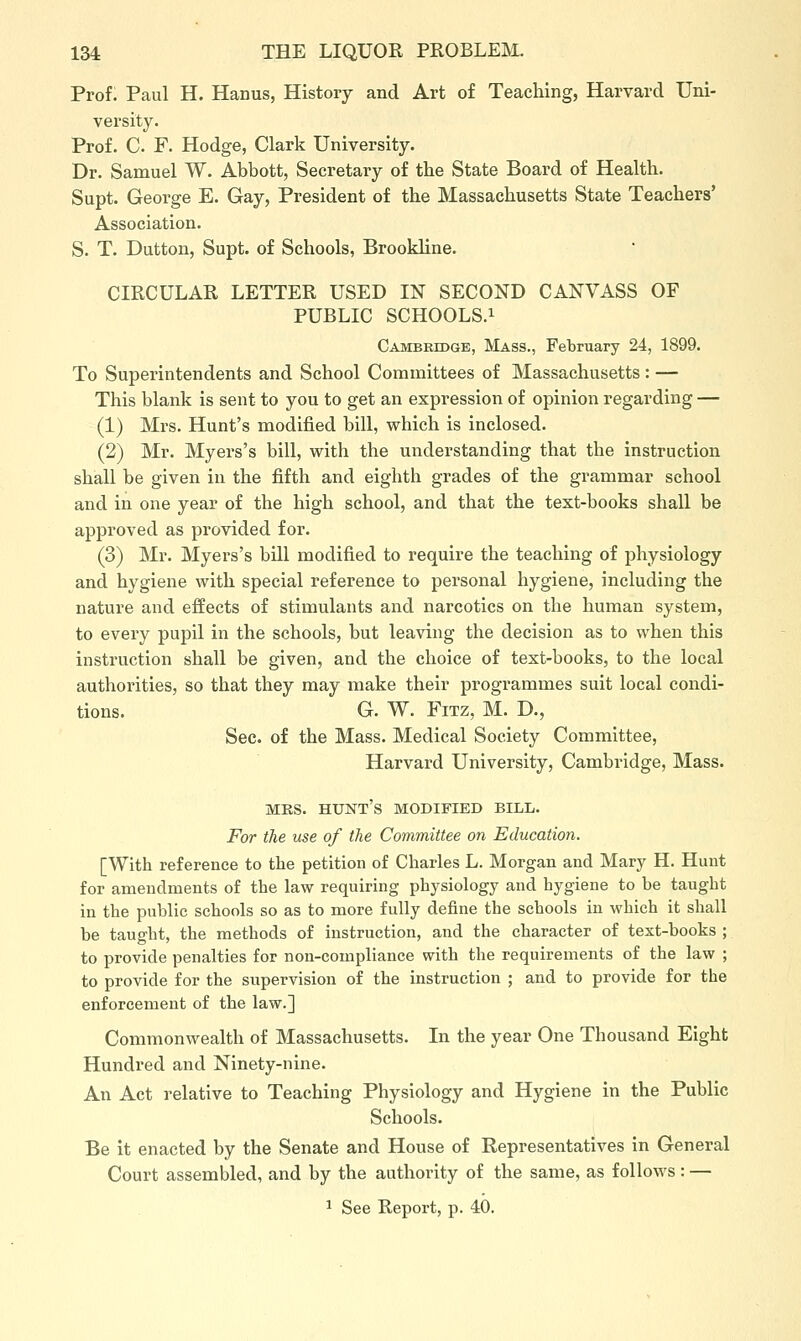 134 THE LIQUOR PROBLEM.
Prof. Paul H. Hanus, History and Art of Teaching, Harvard Uni-
versity.
Prof. C. F. Hodge, Clark University.
Dr. Samuel W. Abbott, Secretary of the State Board of Health.
Supt. George E. Gay, President of the Massachusetts State Teachers'
Association.
S. T. Dutton, Supt. of Schools, Brookline.
CIRCULAR LETTER USED IN SECOND CANVASS OF
PUBLIC SCHOOLS.¹
CAMBRIDGE, MASS., February 24, 1899.
To Superintendents and School Committees of Massachusetts: —
This blank is sent to you to get an expression of opinion regarding —
(1) Mrs. Hunt's modified bill, which is inclosed.
(2) Mr. Myers's bill, with the understanding that the instruction
shall be given in the fifth and eighth grades of the grammar school
and in one year of the high school, and that the text-books shall be
approved as provided for.
(3) Mr. Myers's bill modified to require the teaching of physiology
and hygiene with special reference to personal hygiene, including the
nature and effects of stimulants and narcotics on the human system,
to every pupil in the schools, but leaving the decision as to when this
instruction shall be given, and the choice of text-books, to the local
authorities, so that they may make their programmes suit local condi-
tions. G. W. FITZ, M. D.,
Sec. of the Mass. Medical Society Committee,
Harvard University, Cambridge, Mass.
MRS. HUNT'S MODIFIED BILL.
For the use of the Committee on Education.
[With reference to the petition of Charles L. Morgan and Mary H. Hunt
for amendments of the law requiring physiology and hygiene to be taught
in the public schools so as to more fully define the schools in which it shall
be taught, the methods of instruction, and the character of text-books ;
to provide penalties for non-compliance with the requirements of the law ;
to provide for the supervision of the instruction ; and to provide for the
enforcement of the law.]
Commonwealth of Massachusetts. In the year One Thousand Eight
Hundred and Ninety-nine.
An Act relative to Teaching Physiology and Hygiene in the Public
Schools.
Be it enacted by the Senate and House of Representatives in General
Court assembled, and by the authority of the same, as follows: —
¹ See Report, p. 40.